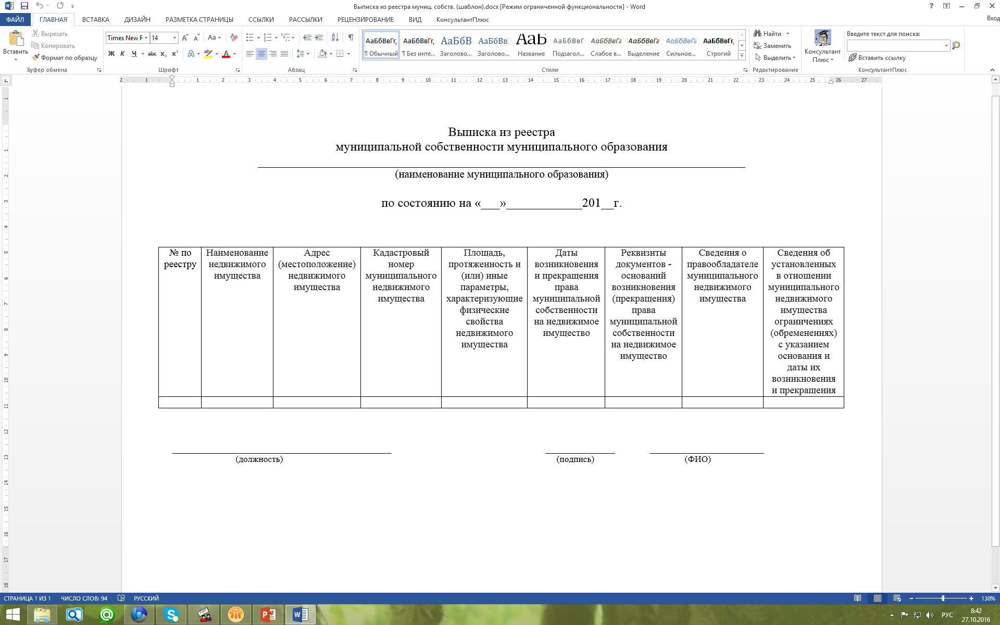 Выписка из реестра муниц. собств. (шаблон).docx [Режим ограниченной функциональности] - Word
ФАЙЛ ГЛАВНАЯ ВСТАВКА ДИЗАЙН РАЗМЕТКА СТРАНИЦЫ ССЫЛКИ РАССЫЛКИ РЕЦЕНЗИРОВАНИЕ ВИД КонсультантПлюс Вход
Вставить
Вырезать
Копировать
Формат по образцу
Буфер обмена
Times New R 14
Ж К Ч abc x₂ x²
Шрифт
Абзац
АаБбВвГг, АаБбВвГг, АаБбВ АаБбВв: АаБ АаБбВвГ АаБбВвГг АаБбВвГг АаБбВвГг АаБбВвГг,
¶ Обычный ¶ Без инте... Заголово... Заголово... Название Подзагол... Слабое в... Выделение Сильное... Строгий
Стили
Найти
Заменить
Выделить
Редактирование
Консультант
Плюс
Введите текст для поиска:
Вставить ссылку
КонсультантПлюс
2 1 1 2 3 4 5 6 7 8 9 10 11 12 13 14 15 16 17 18 19 20 21 22 23 24 25 26 27
Выписка из реестра
муниципальной собственности муниципального образования
(наименование муниципального образования)
по состоянию на «___»____________201__г.
№ по
реестру
Наименование
недвижимого
имущества
Адрес
(местоположение)
недвижимого
имущества
Кадастровый
номер
муниципального
недвижимого
имущества
Площадь,
протяженность и
(или) иные
параметры,
характеризующие
физические
свойства
недвижимого
имущества
Даты
возникновения
и прекращения
права
муниципальной
собственности
на недвижимое
имущество
Реквизиты
документов -
оснований
возникновения
(прекращения)
права
муниципальной
собственности
на недвижимое
имущество
Сведения о
правообладателе
муниципального
недвижимого
имущества
Сведения об
установленных
в отношении
муниципального
недвижимого
имущества
ограничениях
(обременениях)
с указанием
основания и
даты их
возникновения
и прекращения
(должность) (подпись) (ФИО)
СТРАНИЦА 1 ИЗ 1 ЧИСЛО СЛОВ: 94 РУССКИЙ 130%
РУС
8:42
27.10.2016